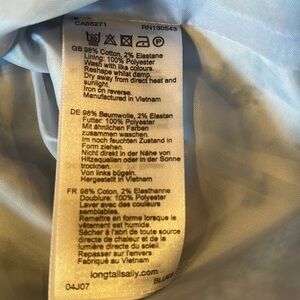 CA55271 RN130543
GB 98% Cotton, 2% Elastane
Lining: 100% Polyester
Wash with like colours.
Reshape whilst damp.
Dry away from direct heat and
sunlight.
Iron on reverse.
Manufactured in Vietnam
DE 98% Baumwolle, 2% Elasten
Futter: 100% Polyester
Mit ähnlichen Farben
zusammen waschen.
Im noch feuchten Zustand in
Form ziehen.
Nicht direkt in der Nähe von
Hitzequellen oder in der Sonne
trocknen.
Von links bügeln.
Hergestellt in Vietnam
FR 98% Coton, 2% Elasthanne
Doublure: 100% Polyester
Laver avec des couleurs
semblables.
Remettre en forme lorsque le
vêtement est humide.
Sécher à l'abri de toute source
directe de chaleur et de la
lumière directe du soleil.
Repasser sur l'envers
Fabriqué au Vietnam
longtallsally.com
04J07